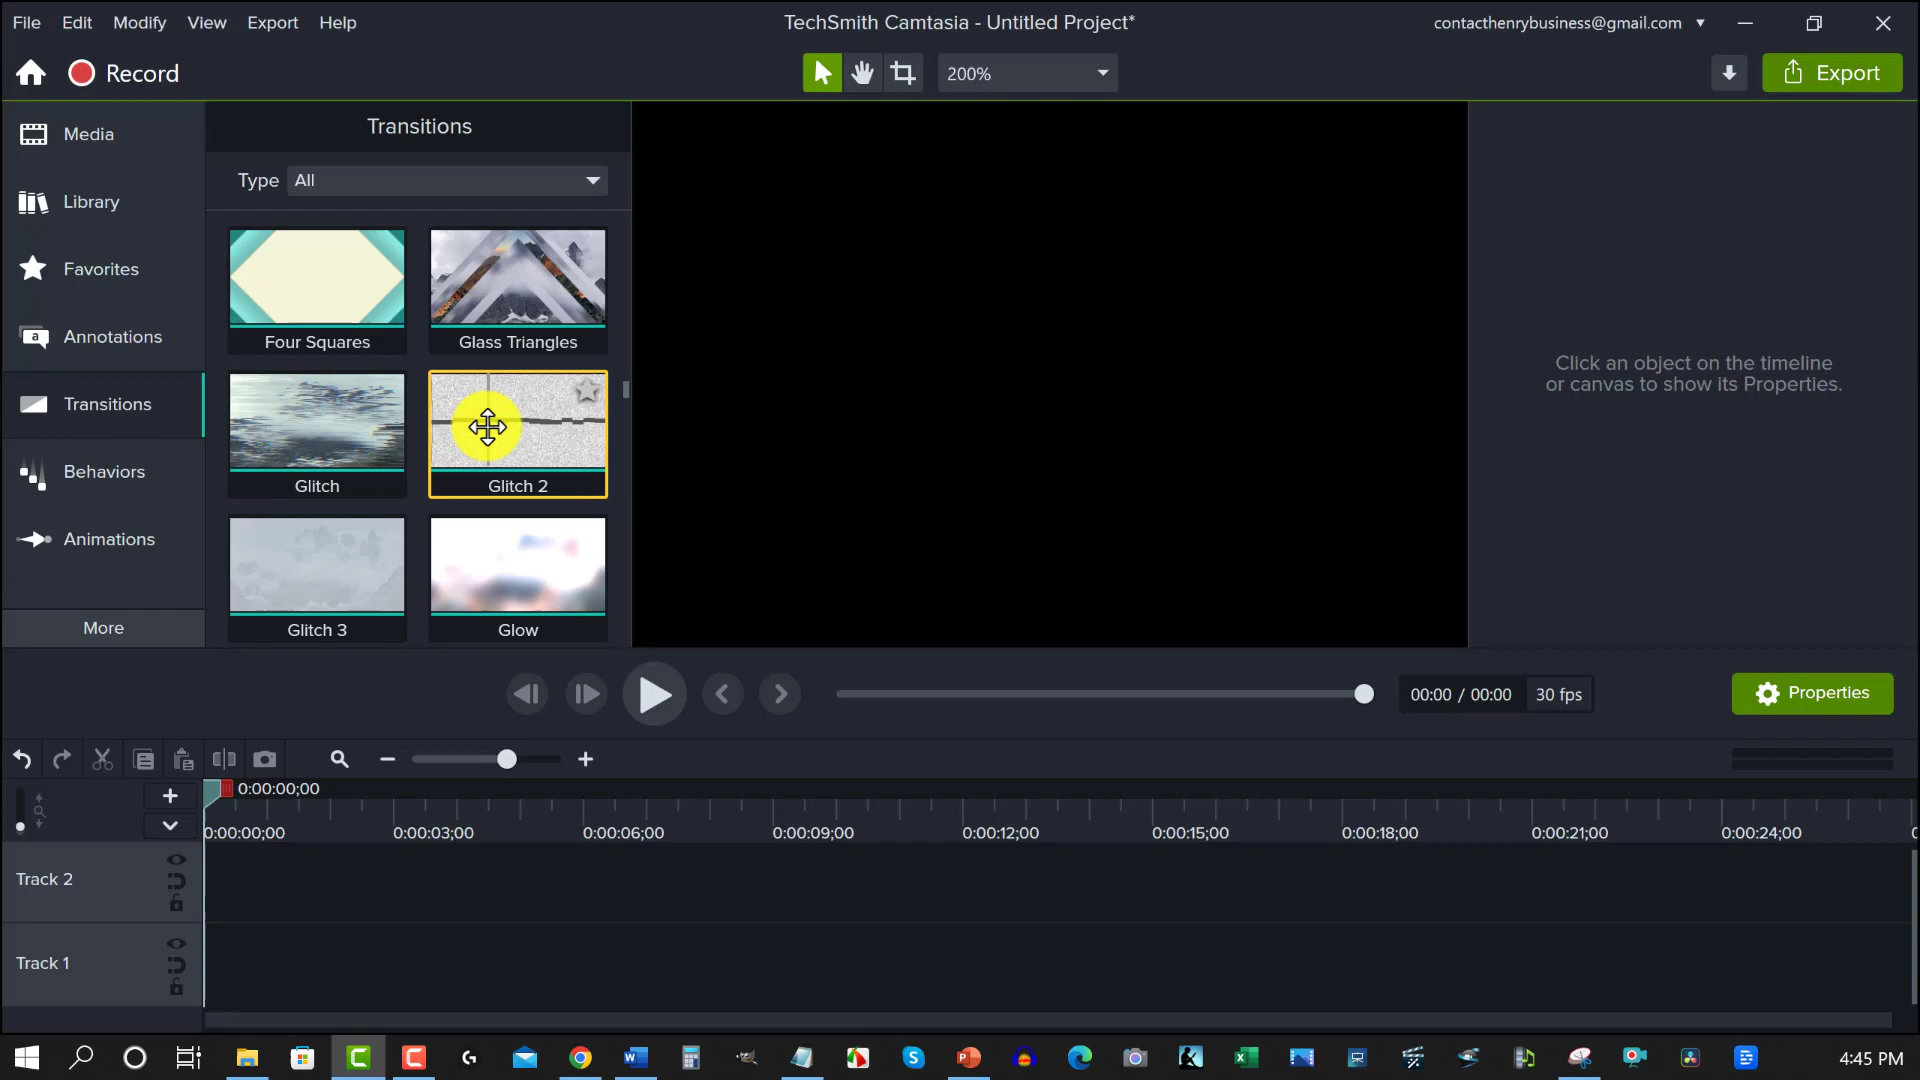 File Edit Modify View Export Help
TechSmith Camtasia - Untitled Project*
contacthenrybusiness@gmail.com
Record
200%
Export
Media
Library
Favorites
Annotations
Transitions
Behaviors
Animations
More
Transitions
Type All
Four Squares
Glass Triangles
Glitch
Glitch 2
Glitch 3
Glow
Click an object on the timeline
or canvas to show its Properties.
00:00 / 00:00
30 fps
Properties
0:00:00;00
0:00:00;00 0:00:03;00 0:00:06;00 0:00:09;00 0:00:12;00 0:00:15;00 0:00:18;00 0:00:21;00 0:00:24;00
Track 2
Track 1
4:45 PM